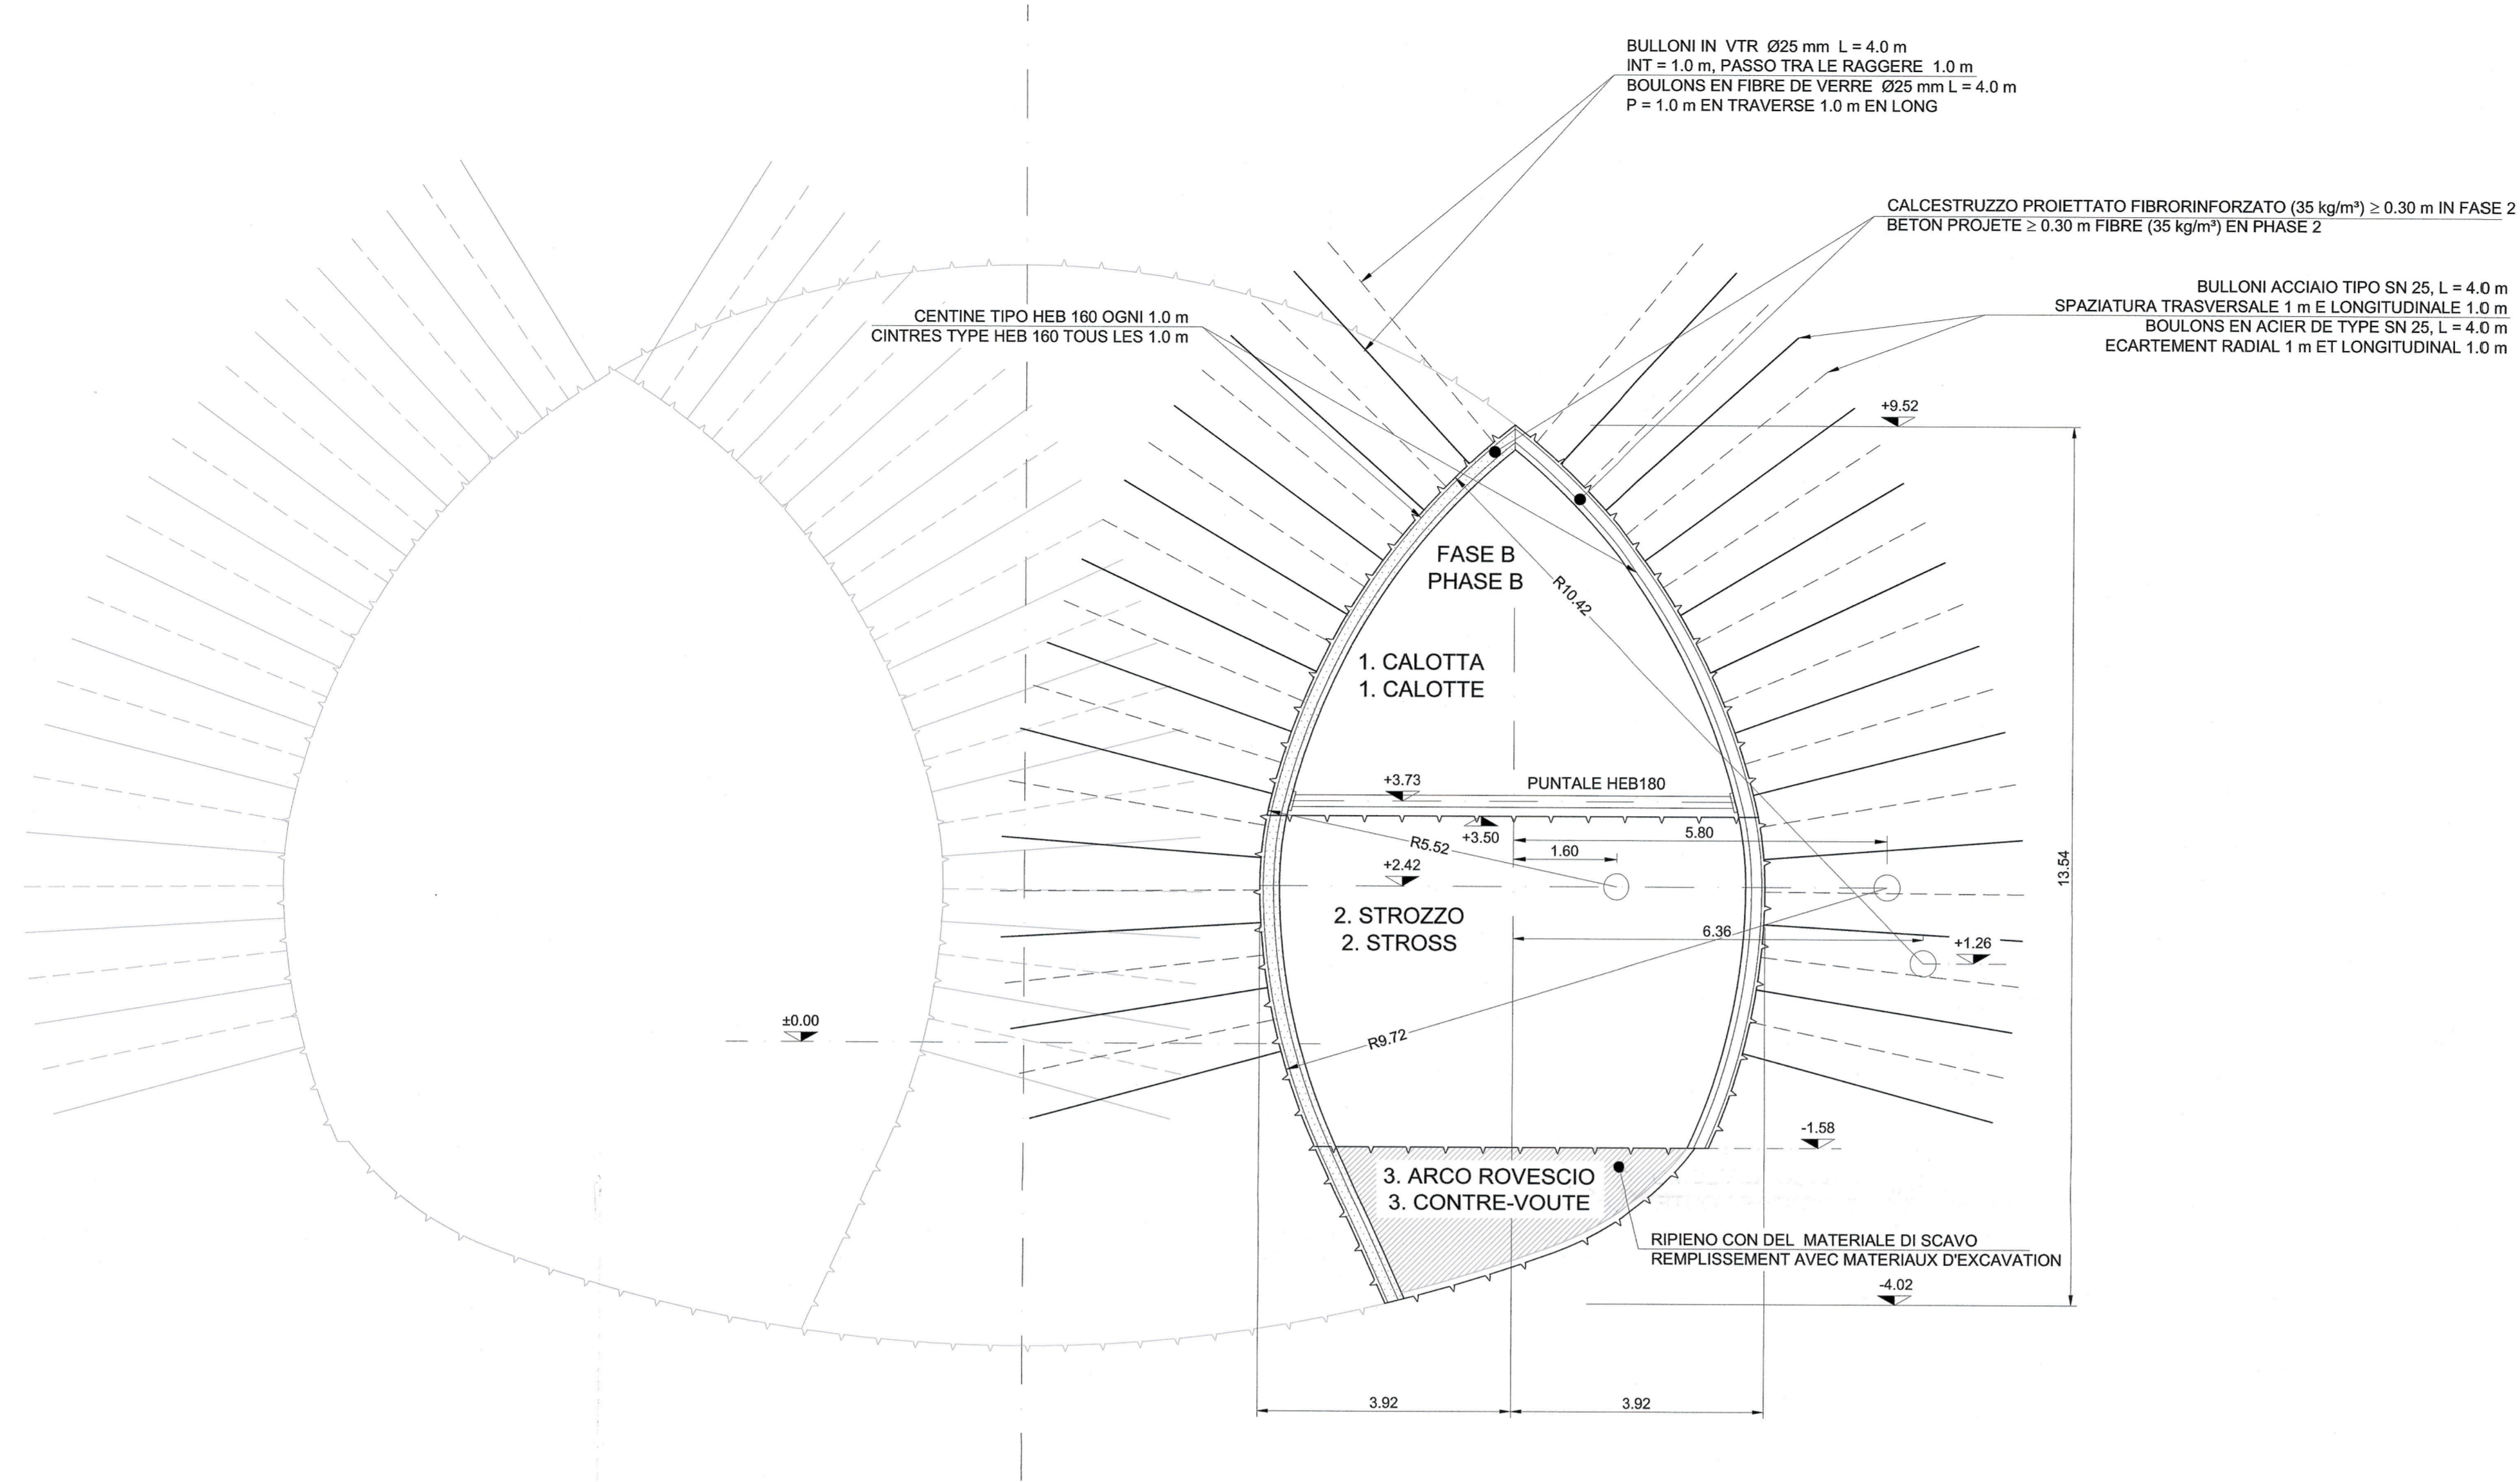 BULLONI IN VTR Ø25 mm L = 4.0 m
INT = 1.0 m, PASSO TRA LE RAGGERE 1.0 m
BOULONS EN FIBRE DE VERRE Ø25 mm L = 4.0 m
P = 1.0 m EN TRAVERSE 1.0 m EN LONG
CALCESTRUZZO PROIETTATO FIBRORINFORZATO (35 kg/m³) ≥ 0.30 m IN FASE 2
BETON PROJETE ≥ 0.30 m FIBRE (35 kg/m³) EN PHASE 2
BULLONI ACCIAIO TIPO SN 25, L = 4.0 m
SPAZIATURA TRASVERSALE 1 m E LONGITUDINALE 1.0 m
BOULONS EN ACIER DE TYPE SN 25, L = 4.0 m
ECARTEMENT RADIAL 1 m ET LONGITUDINAL 1.0 m
CENTINE TIPO HEB 160 OGNI 1.0 m
CINTRES TYPE HEB 160 TOUS LES 1.0 m
+9.52
FASE B
PHASE B
R10.42
1. CALOTTA
1. CALOTTE
+3.73
PUNTALE HEB180
+3.50
5.80
R5.52
1.60
+2.42
13.54
2. STROZZO
2. STROSS
6.36
+1.26
±0.00
R9.72
-1.58
3. ARCO ROVESCIO
3. CONTRE-VOUTE
RIPIENO CON DEL MATERIALE DI SCAVO
REMPLISSEMENT AVEC MATERIAUX D'EXCAVATION
-4.02
3.92
3.92